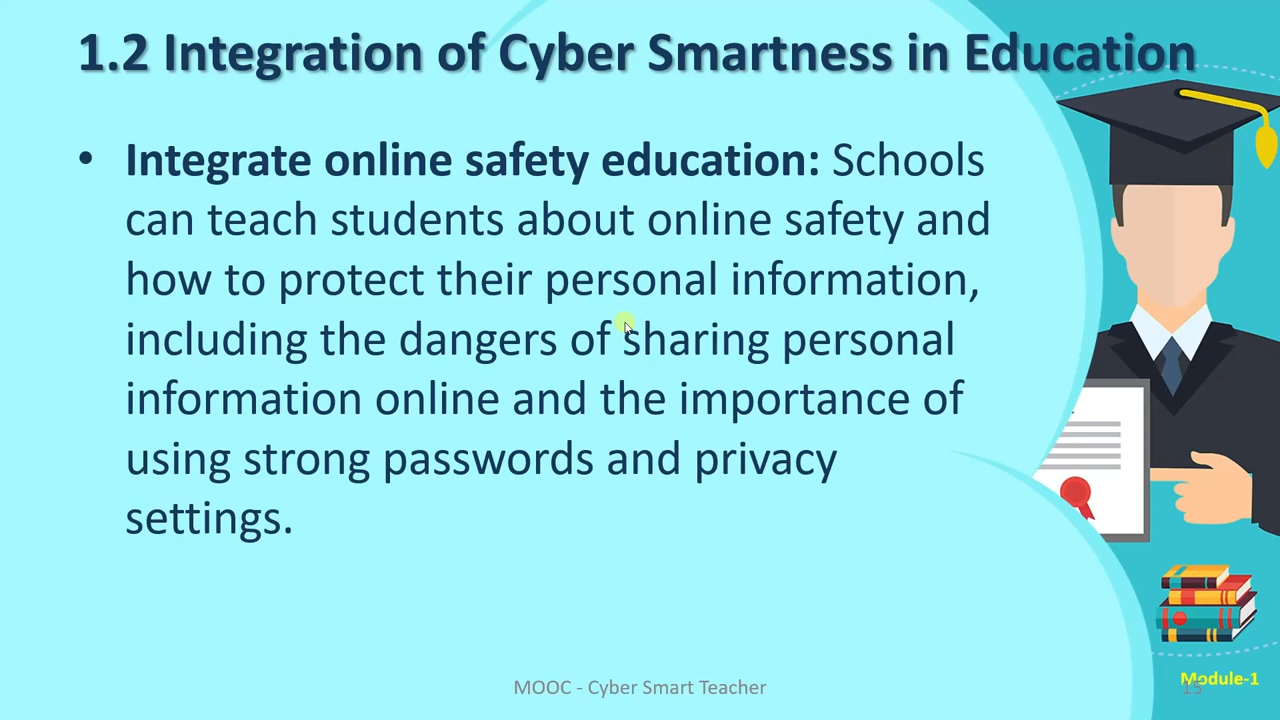 1.2 Integration of Cyber Smartness in Education
• Integrate online safety education: Schools
can teach students about online safety and
how to protect their personal information,
including the dangers of sharing personal
information online and the importance of
using strong passwords and privacy
settings.
MOOC - Cyber Smart Teacher
Module-1
15